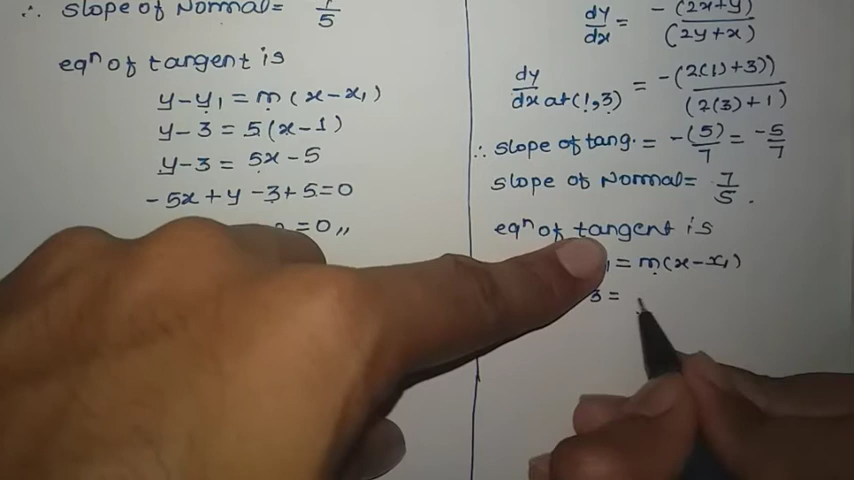 ∴ slope of Normal = 1/5
eqⁿ of tangent is
y - y₁ = m(x - x₁)
y - 3 = 5(x - 1)
y - 3 = 5x - 5
- 5x + y - 3 + 5 = 0
= 0 ,,
dy/dx = -(2x+y)/(2y+x)
dy/dx at (1,3) = -(2(1)+3))/(2(3)+1)
∴ slope of tang. = -(5)/7 = -5/7
slope of Normal = 7/5 .
eqⁿ of tangent is
₁ = m(x - x₁)
3 =